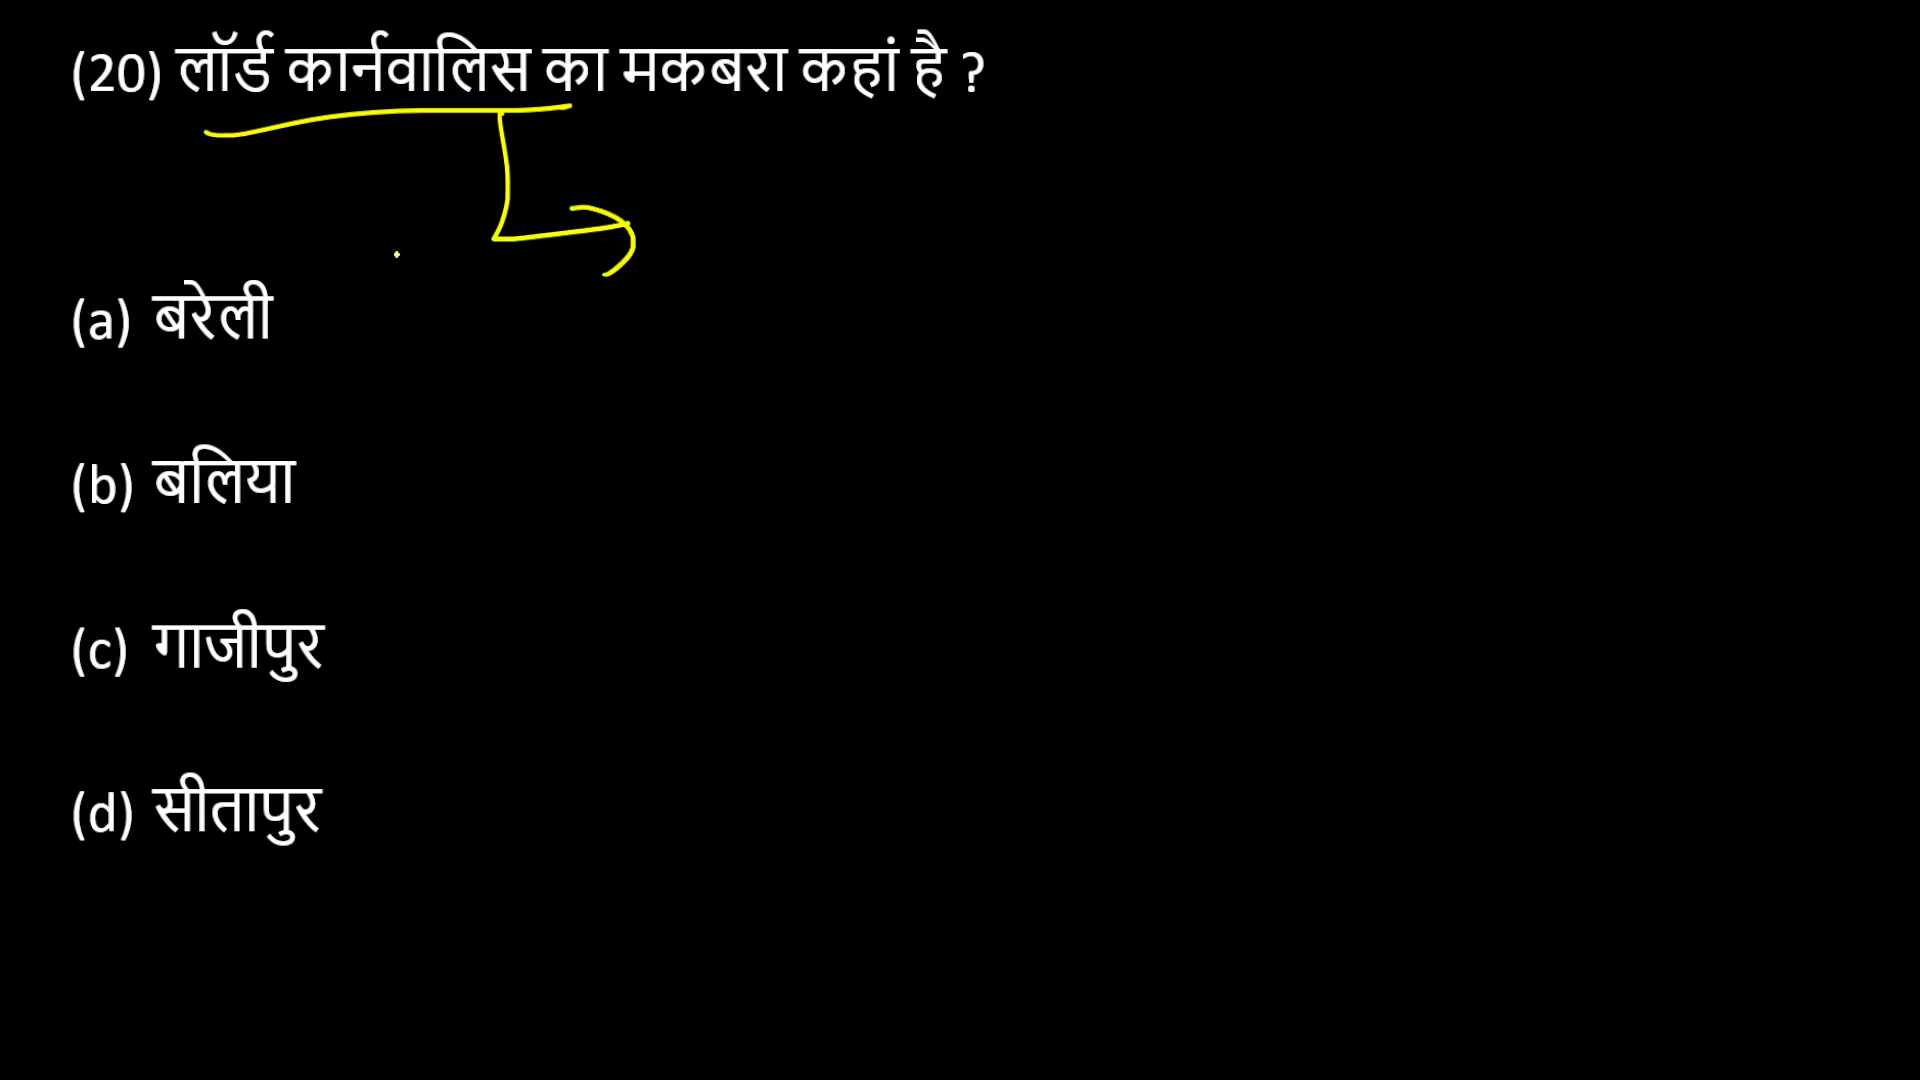 (20) लॉर्ड कार्नवालिस का मकबरा कहां है ?
(a) बरेली
(b) बलिया
(c) गाजीपुर
(d) सीतापुर